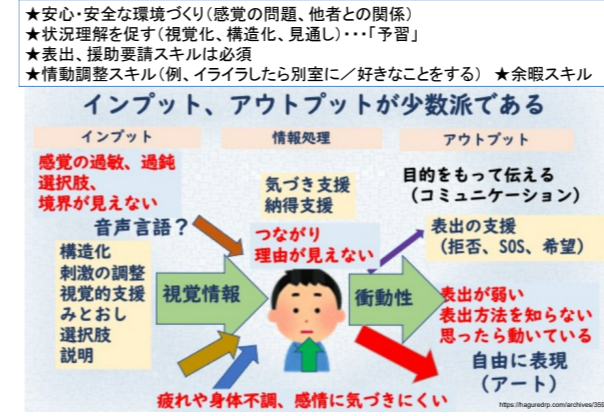 ★安心・安全な環境づくり(感覚の問題、他者との関係)
★状況理解を促す(視覚化、構造化、見通し)・・・「予習」
★表出、援助要請スキルは必須
★情動調整スキル(例、イライラしたら別室に/好きなことをする) ★余暇スキル
インプット、アウトプットが少数派である
インプット
情報処理
アウトプット
感覚の過敏、過鈍
選択肢、
境界が見えない
音声言語?
構造化
刺激の調整
視覚的支援
みとおし
選択肢
説明
視覚情報
気づき支援
納得支援
つながり
理由が見えない
衝動性
目的をもって伝える
(コミュニケーション)
表出の支援
(拒否、SOS、希望)
表出が弱い
表出方法を知らない
思ったら動いている
自由に表現
(アート)
疲れや身体不調、感情に気づきにくい